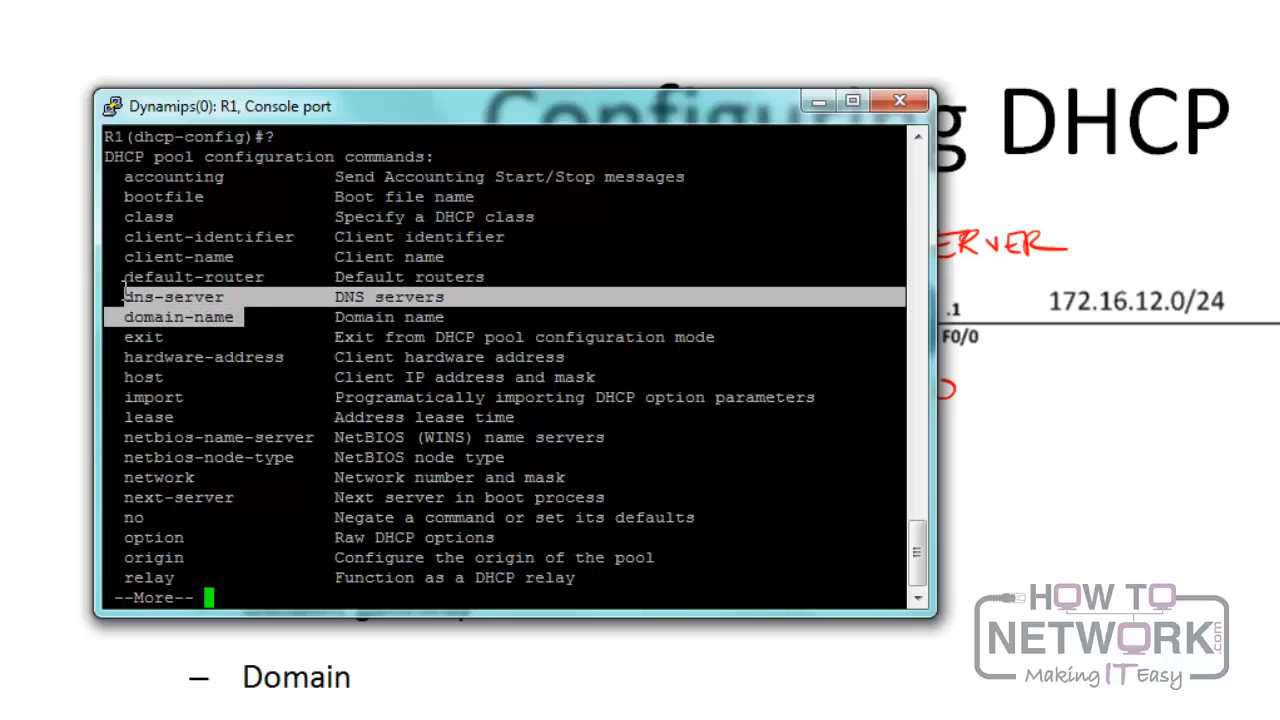 Configuring DHCP
Dynamips(0): R1, Console port
R1(dhcp-config)#?
DHCP pool configuration commands:
accounting Send Accounting Start/Stop messages
bootfile Boot file name
class Specify a DHCP class
client-identifier Client identifier
client-name Client name
default-router Default routers
dns-server DNS servers
domain-name Domain name
exit Exit from DHCP pool configuration mode
hardware-address Client hardware address
host Client IP address and mask
import Programatically importing DHCP option parameters
lease Address lease time
netbios-name-server NetBIOS (WINS) name servers
netbios-node-type NetBIOS node type
network Network number and mask
next-server Next server in boot process
no Negate a command or set its defaults
option Raw DHCP options
origin Configure the origin of the pool
relay Function as a DHCP relay
--More--
ERVER
.1 172.16.12.0/24
F0/0
– Domain
HOW TO
NETWORK.com
Making IT Easy